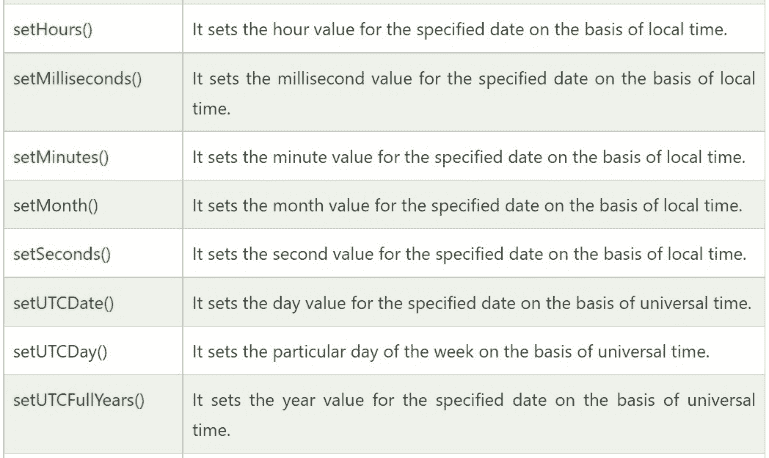 setHours() It sets the hour value for the specified date on the basis of local time.
setMilliseconds() It sets the millisecond value for the specified date on the basis of local
time.
setMinutes() It sets the minute value for the specified date on the basis of local time.
setMonth() It sets the month value for the specified date on the basis of local time.
setSeconds() It sets the second value for the specified date on the basis of local time.
setUTCDate() It sets the day value for the specified date on the basis of universal time.
setUTCDay() It sets the particular day of the week on the basis of universal time.
setUTCFullYears() It sets the year value for the specified date on the basis of universal
time.